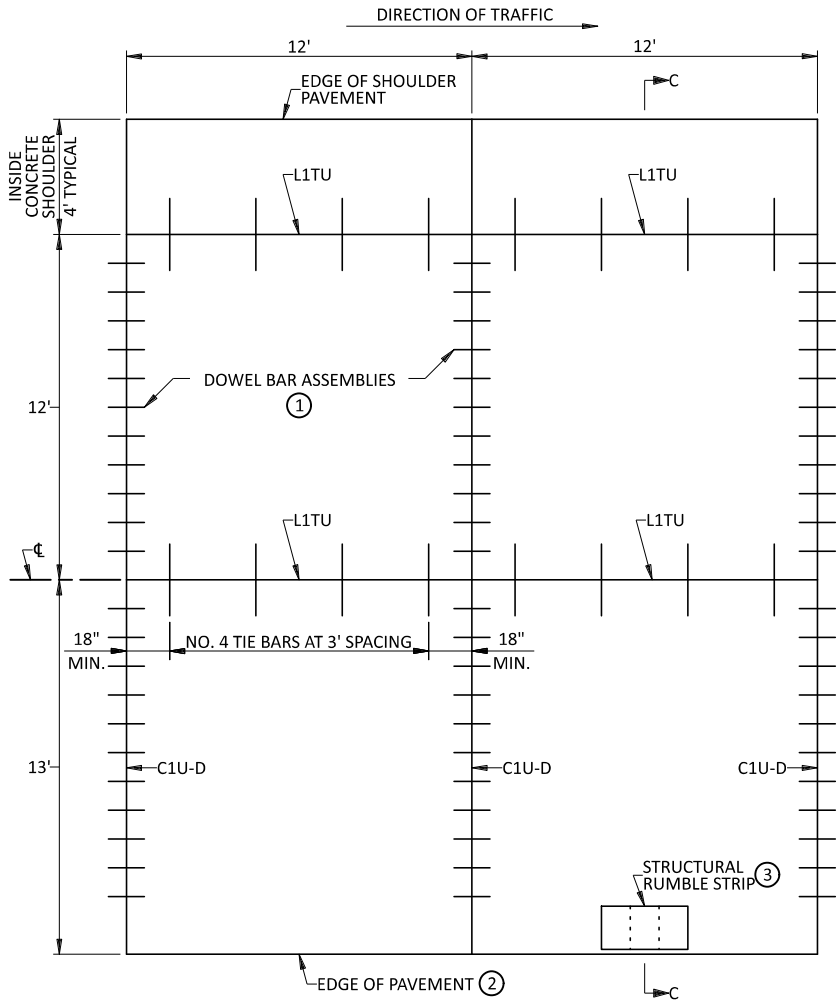 DIRECTION OF TRAFFIC
12'
12'
EDGE OF SHOULDER
PAVEMENT
C
INSIDE
CONCRETE
SHOULDER
4' TYPICAL
L1TU
L1TU
DOWEL BAR ASSEMBLIES
1
12'
L1TU
L1TU
℄
18"
MIN.
NO. 4 TIE BARS AT 3' SPACING
18"
MIN.
13'
C1U-D
C1U-D
C1U-D
STRUCTURAL
RUMBLE STRIP
3
EDGE OF PAVEMENT
2
C